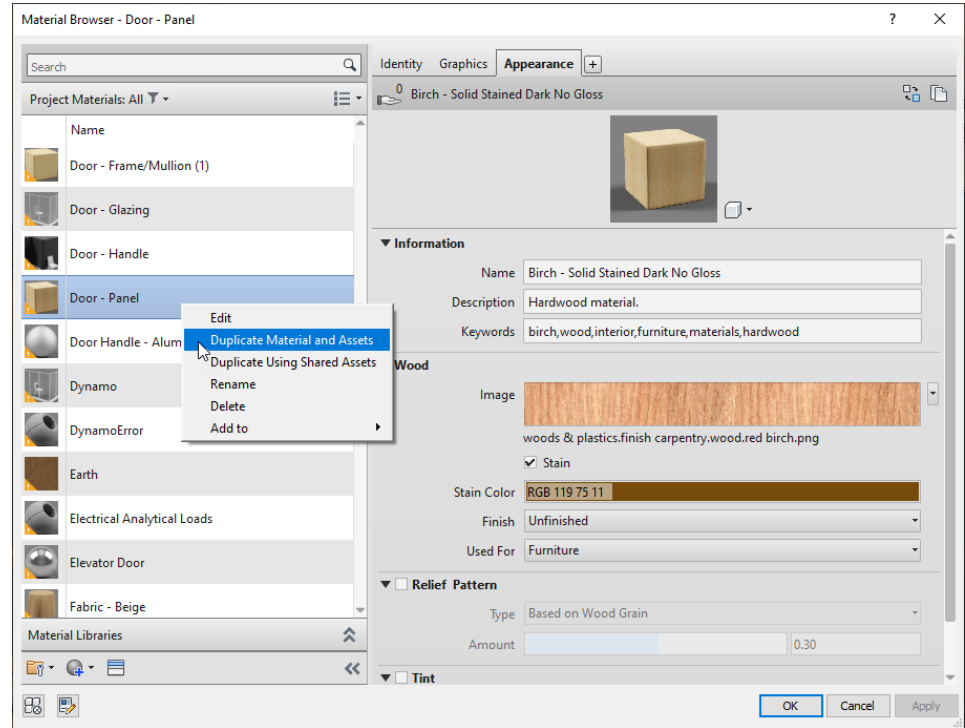 Material Browser - Door - Panel
?
Search
Project Materials: All
Name
Door - Frame/Mullion (1)
Door - Glazing
Door - Handle
Door - Panel
Door Handle - Alum
Dynamo
DynamoError
Earth
Electrical Analytical Loads
Elevator Door
Fabric - Beige
Material Libraries
Edit
Duplicate Material and Assets
Duplicate Using Shared Assets
Rename
Delete
Add to
Identity Graphics Appearance +
0 Birch - Solid Stained Dark No Gloss
Information
Name Birch - Solid Stained Dark No Gloss
Description Hardwood material.
Keywords birch,wood,interior,furniture,materials,hardwood
Wood
Image
woods & plastics.finish carpentry.wood.red birch.png
Stain
Stain Color RGB 119 75 11
Finish Unfinished
Used For Furniture
Relief Pattern
Type Based on Wood Grain
Amount 0.30
Tint
OK Cancel Apply